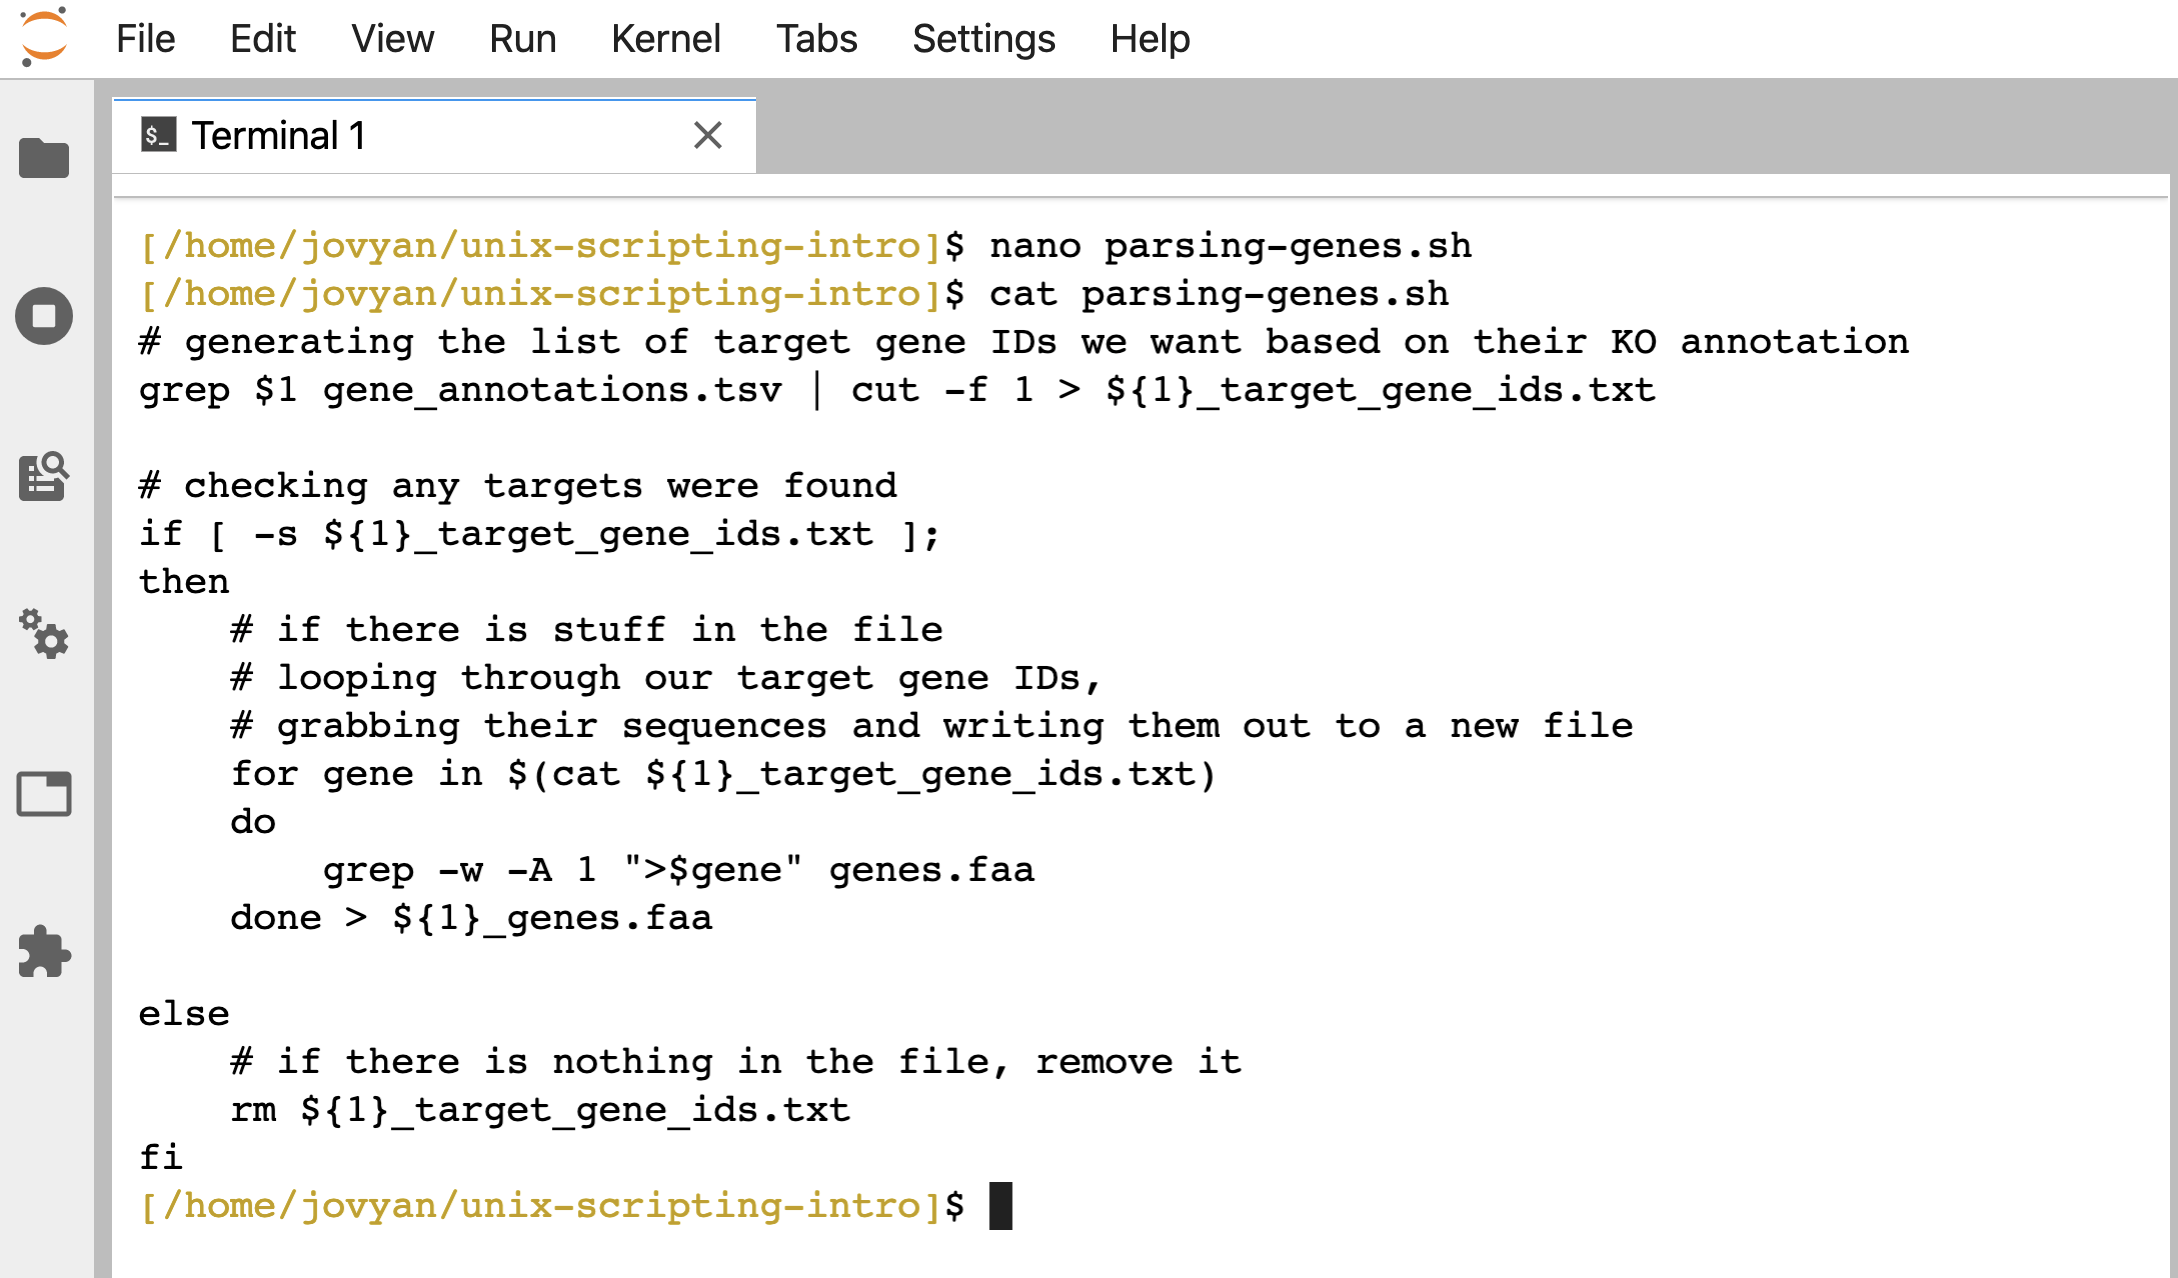 File Edit View Run Kernel Tabs Settings Help
$_ Terminal 1
[/home/jovyan/unix-scripting-intro]$ nano parsing-genes.sh
[/home/jovyan/unix-scripting-intro]$ cat parsing-genes.sh
# generating the list of target gene IDs we want based on their KO annotation
grep $1 gene_annotations.tsv | cut -f 1 > ${1}_target_gene_ids.txt

# checking any targets were found
if [ -s ${1}_target_gene_ids.txt ];
then
    # if there is stuff in the file
    # looping through our target gene IDs,
    # grabbing their sequences and writing them out to a new file
    for gene in $(cat ${1}_target_gene_ids.txt)
    do
        grep -w -A 1 ">$gene" genes.faa
    done > ${1}_genes.faa

else
    # if there is nothing in the file, remove it
    rm ${1}_target_gene_ids.txt
fi
[/home/jovyan/unix-scripting-intro]$